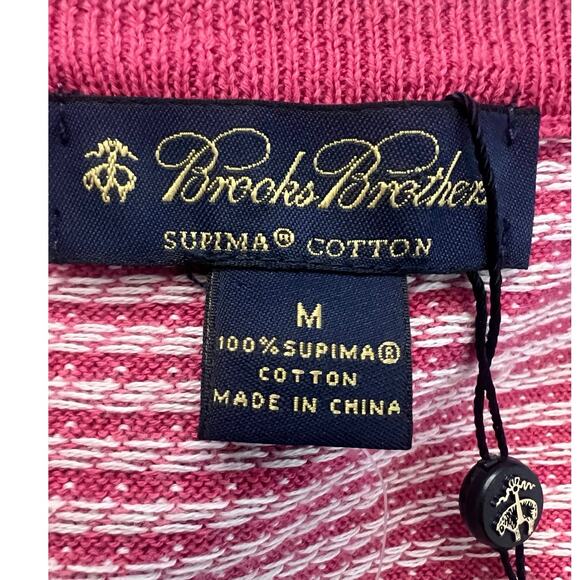 Brooks Brothers
SUPIMA® COTTON
M
100%SUPIMA®
COTTON
MADE IN CHINA